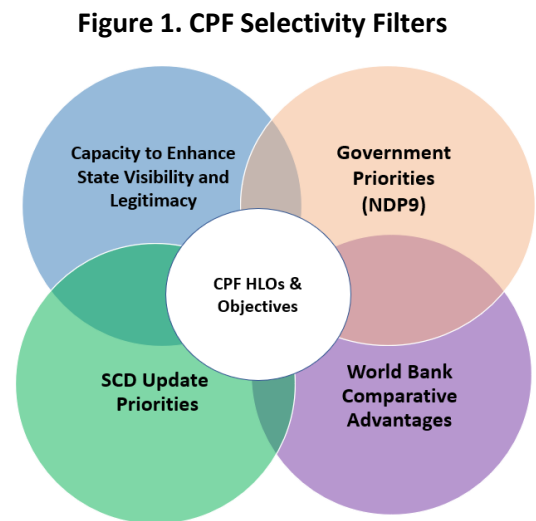 Figure 1. CPF Selectivity Filters
Capacity to Enhance
State Visibility and
Legitimacy
Government
Priorities
(NDP9)
CPF HLOs &
Objectives
SCD Update
Priorities
World Bank
Comparative
Advantages